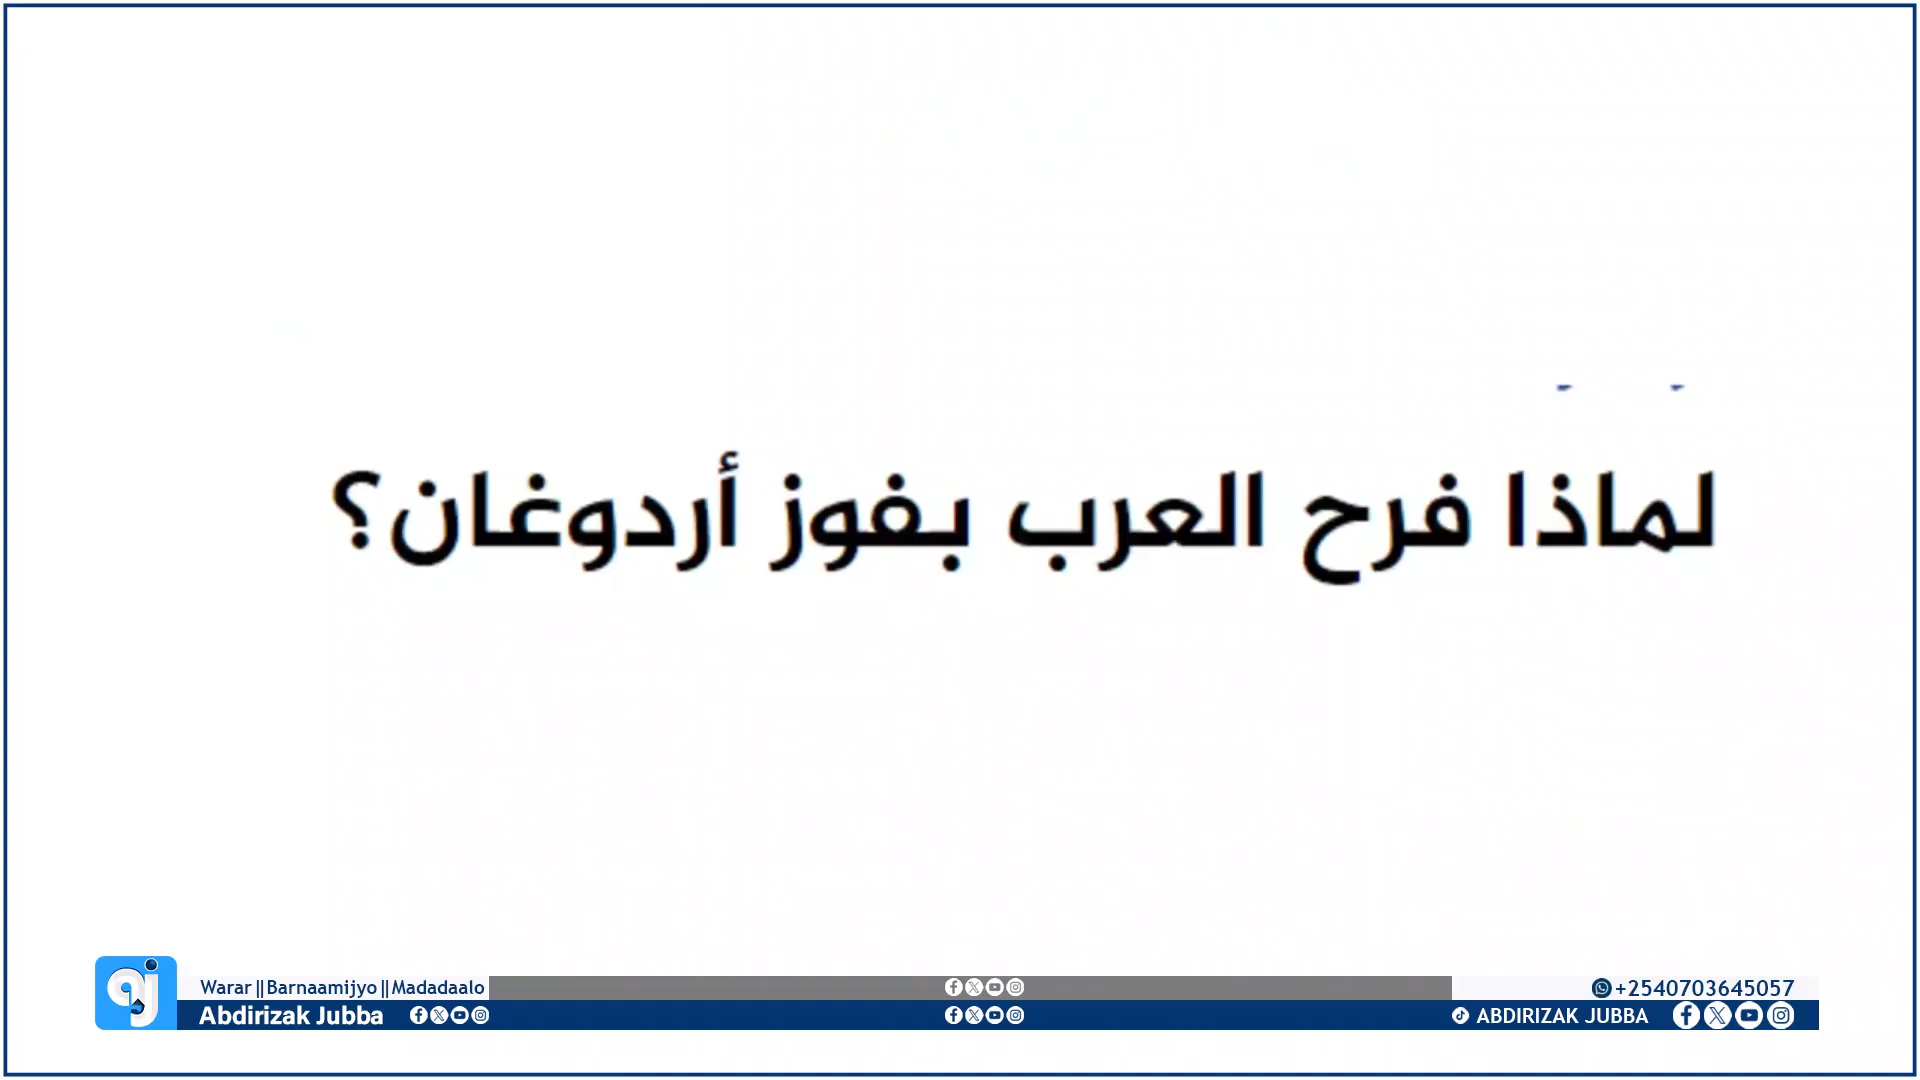 لماذا فرح العرب بفوز أردوغان؟
Warar || Barnaamijyo || Madadaalo
+2540703645057
Abdirizak Jubba
ABDIRIZAK JUBBA